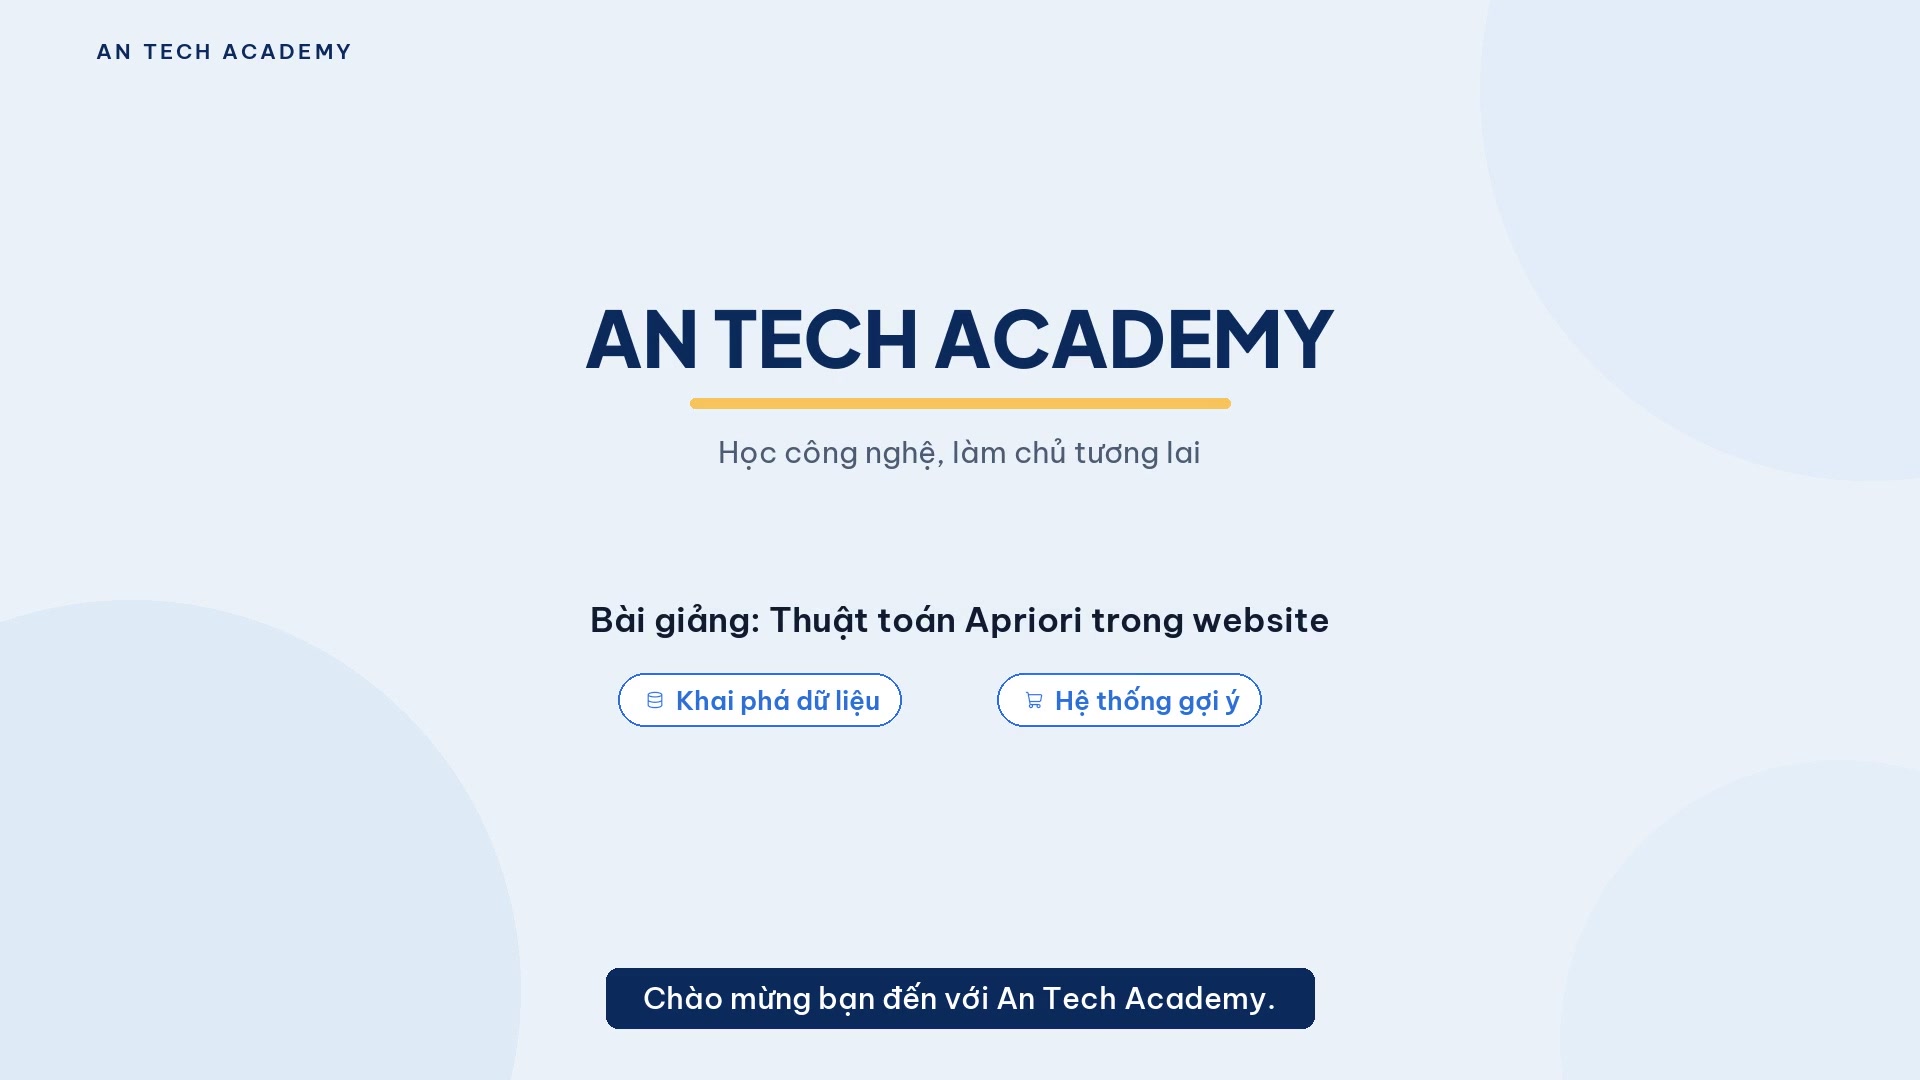 AN TECH ACADEMY
AN TECH ACADEMY
Học công nghệ, làm chủ tương lai
Bài giảng: Thuật toán Apriori trong website
Khai phá dữ liệu
Hệ thống gợi ý
Chào mừng bạn đến với An Tech Academy.